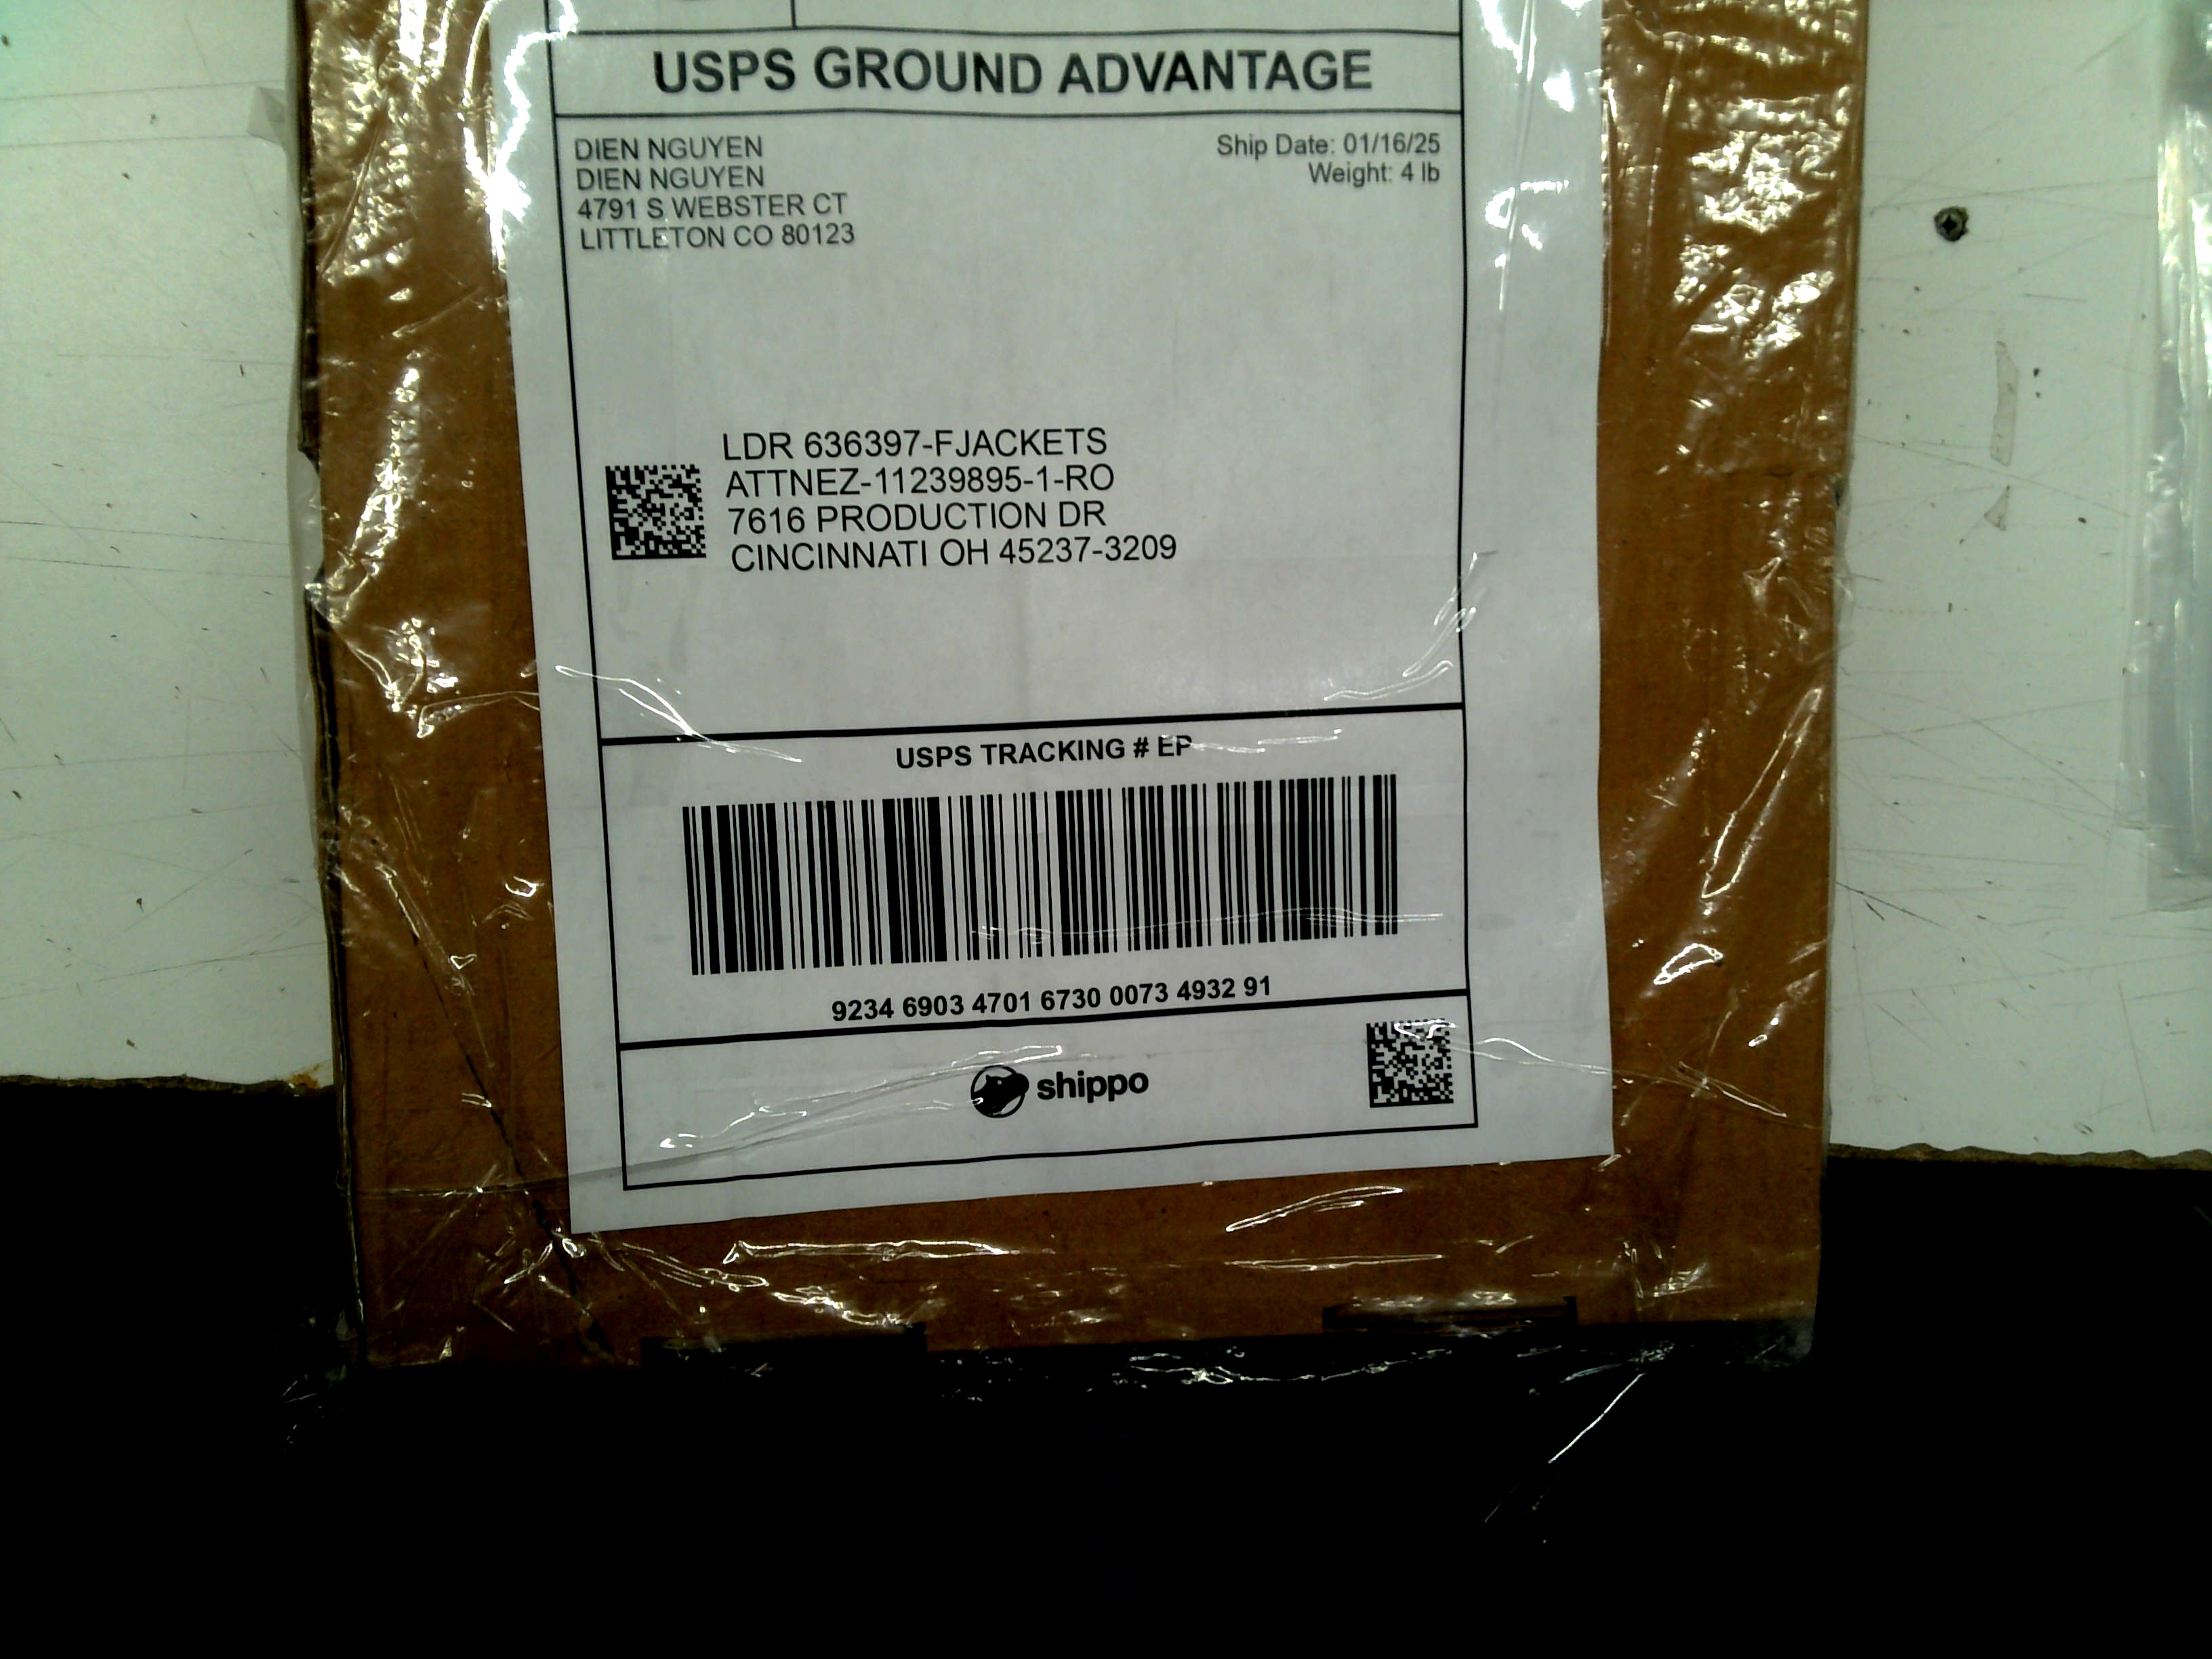 USPS GROUND ADVANTAGE
DIEN NGUYEN
DIEN NGUYEN
4791 S WEBSTER CT
LITTLETON CO 80123
Ship Date: 01/16/25
Weight: 4 lb
LDR 636397-FJACKETS
ATTNEZ-11239895-1-RO
7616 PRODUCTION DR
CINCINNATI OH 45237-3209
USPS TRACKING # EP
9234 6903 4701 6730 0073 4932 91
shippo